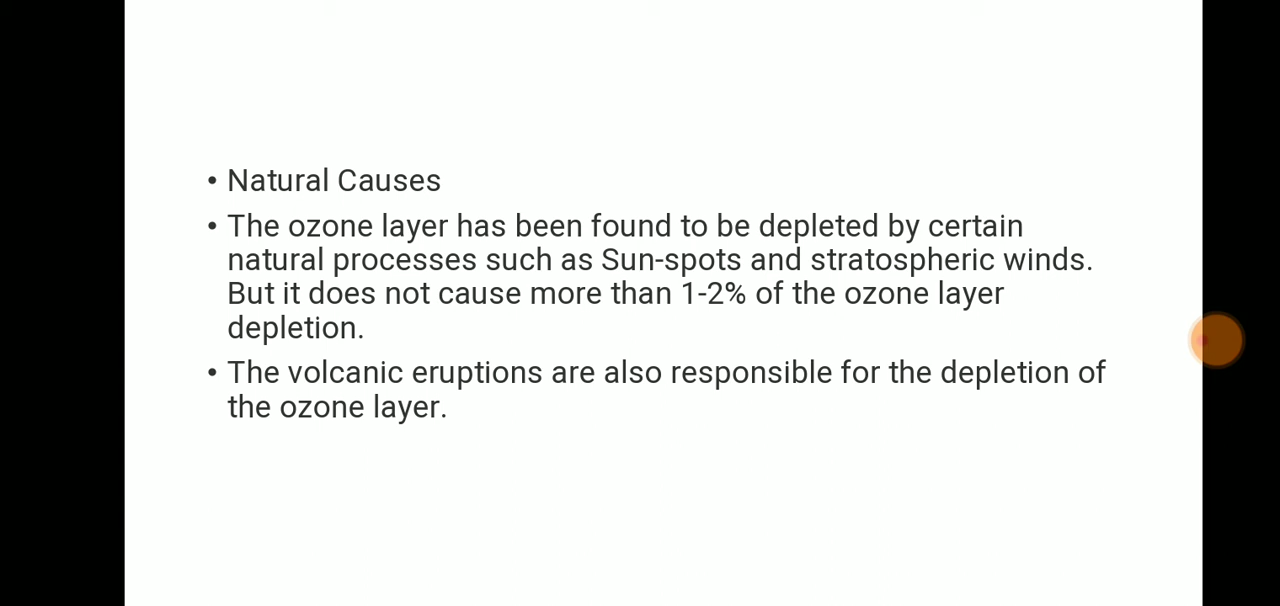 • Natural Causes
• The ozone layer has been found to be depleted by certain
natural processes such as Sun-spots and stratospheric winds.
But it does not cause more than 1-2% of the ozone layer
depletion.
• The volcanic eruptions are also responsible for the depletion of
the ozone layer.